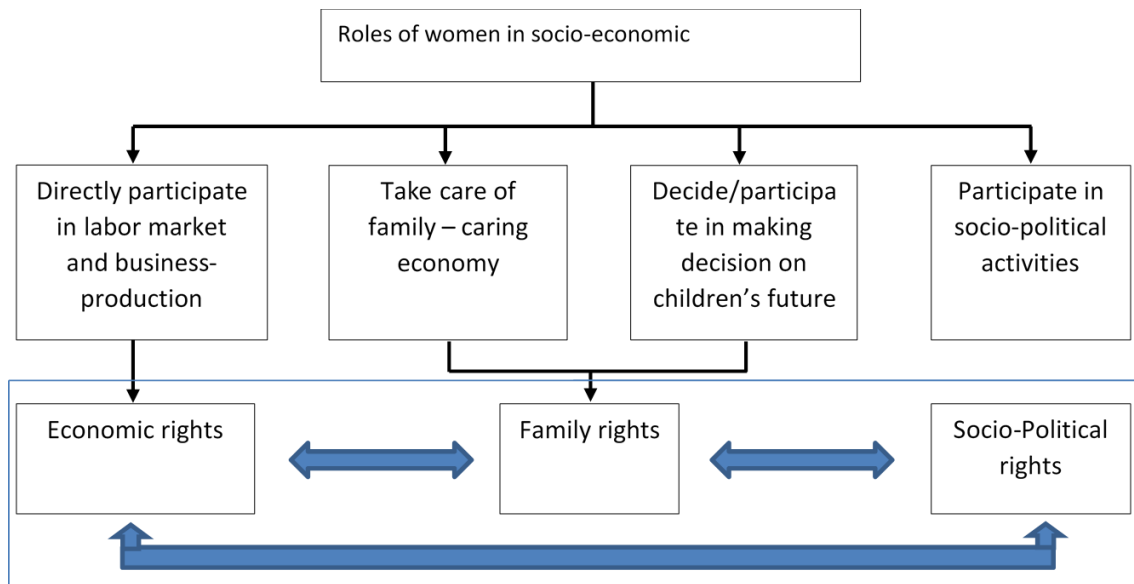 Roles of women in socio-economic
Directly participate
in labor market
and business-
production
Take care of
family – caring
economy
Decide/participa
te in making
decision on
children’s future
Participate in
socio-political
activities
Economic rights
Family rights
Socio-Political
rights